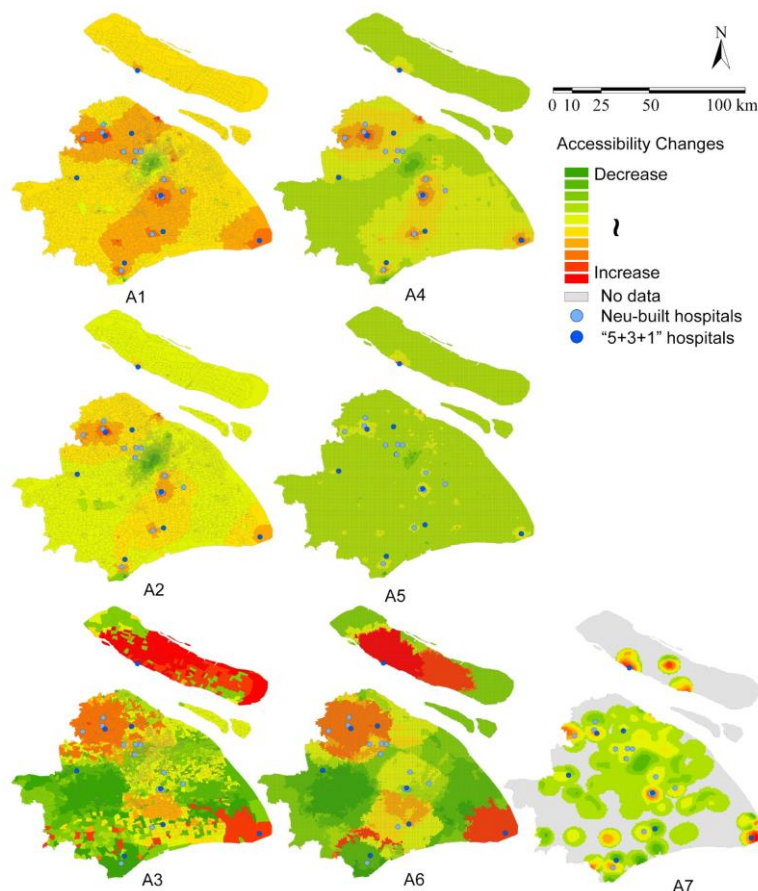 N
0 10 25 50 100 km
Accessibility Changes
Decrease
~
Increase
No data
Neu-built hospitals
“5+3+1” hospitals
A1
A4
A2
A5
A3
A6
A7